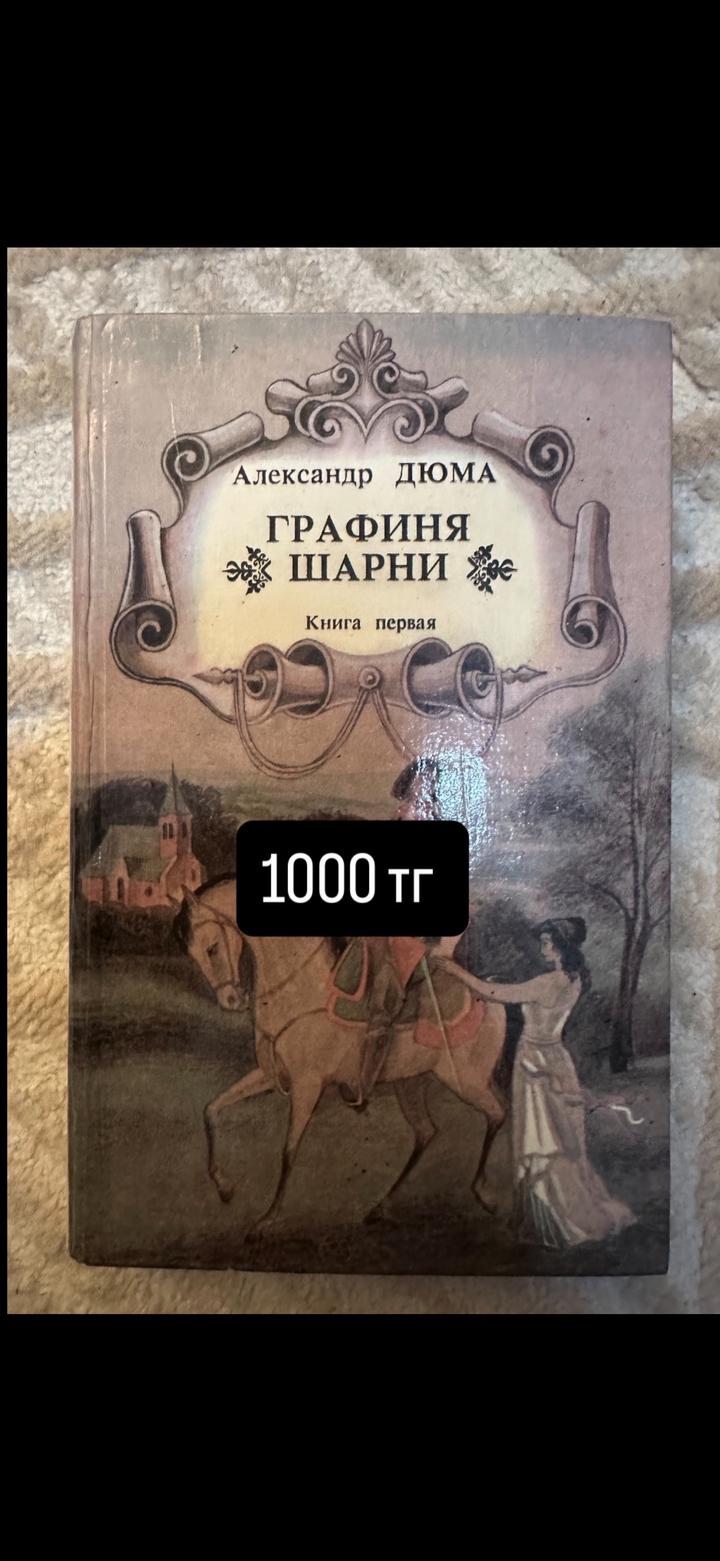 Александр ДЮМА
ГРАФИНЯ
ШАРНИ
Книга первая
1000 тг